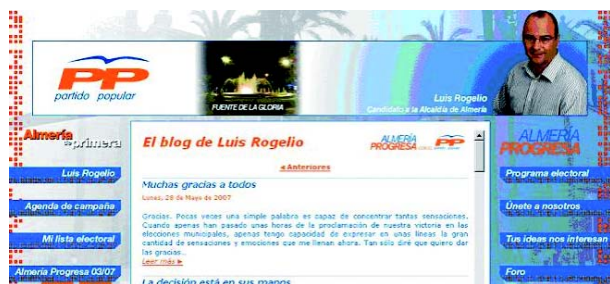 PP
partido popular
FUENTE DE LA GLORIA
Luis Rogelio
Candidato a la Alcaldía de Almería
Almería
de primera
Luis Rogelio
Agenda de campaña
Mi lista electoral
Almería Progresa 03/07
El blog de Luis Rogelio
ALMERÍA
PROGRESA
PP
◄ Anteriores
Muchas gracias a todos
Lunes, 28 de Mayo de 2007
Gracias. Pocas veces una simple palabra es capaz de concentrar tantas sensaciones.
Cuando apenas han pasado unas horas de la proclamación de nuestra victoria en las
elecciones municipales, apenas tengo capacidad de expresar en unas líneas la gran
cantidad de sensaciones y emociones que me llenan ahora. Tan sólo diré que quiero dar
las gracias..
Leer más ►
La decisión está en sus manos
ALMERÍA
PROGRESA
Programa electoral
Únete a nosotros
Tus ideas nos interesan
Foro